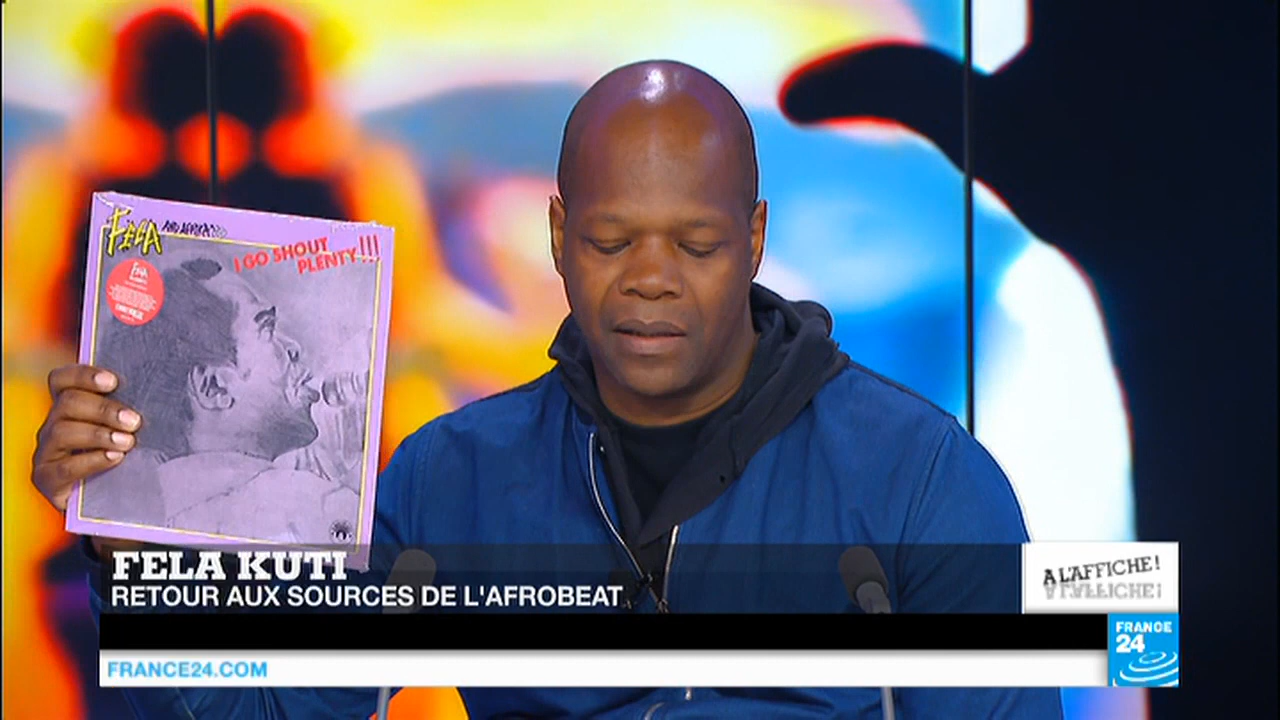 FELA
I GO SHOUT
PLENTY!!!
FELA KUTI
RETOUR AUX SOURCES DE L'AFROBEAT
A L'AFFICHE!
FRANCE
24
FRANCE24.COM